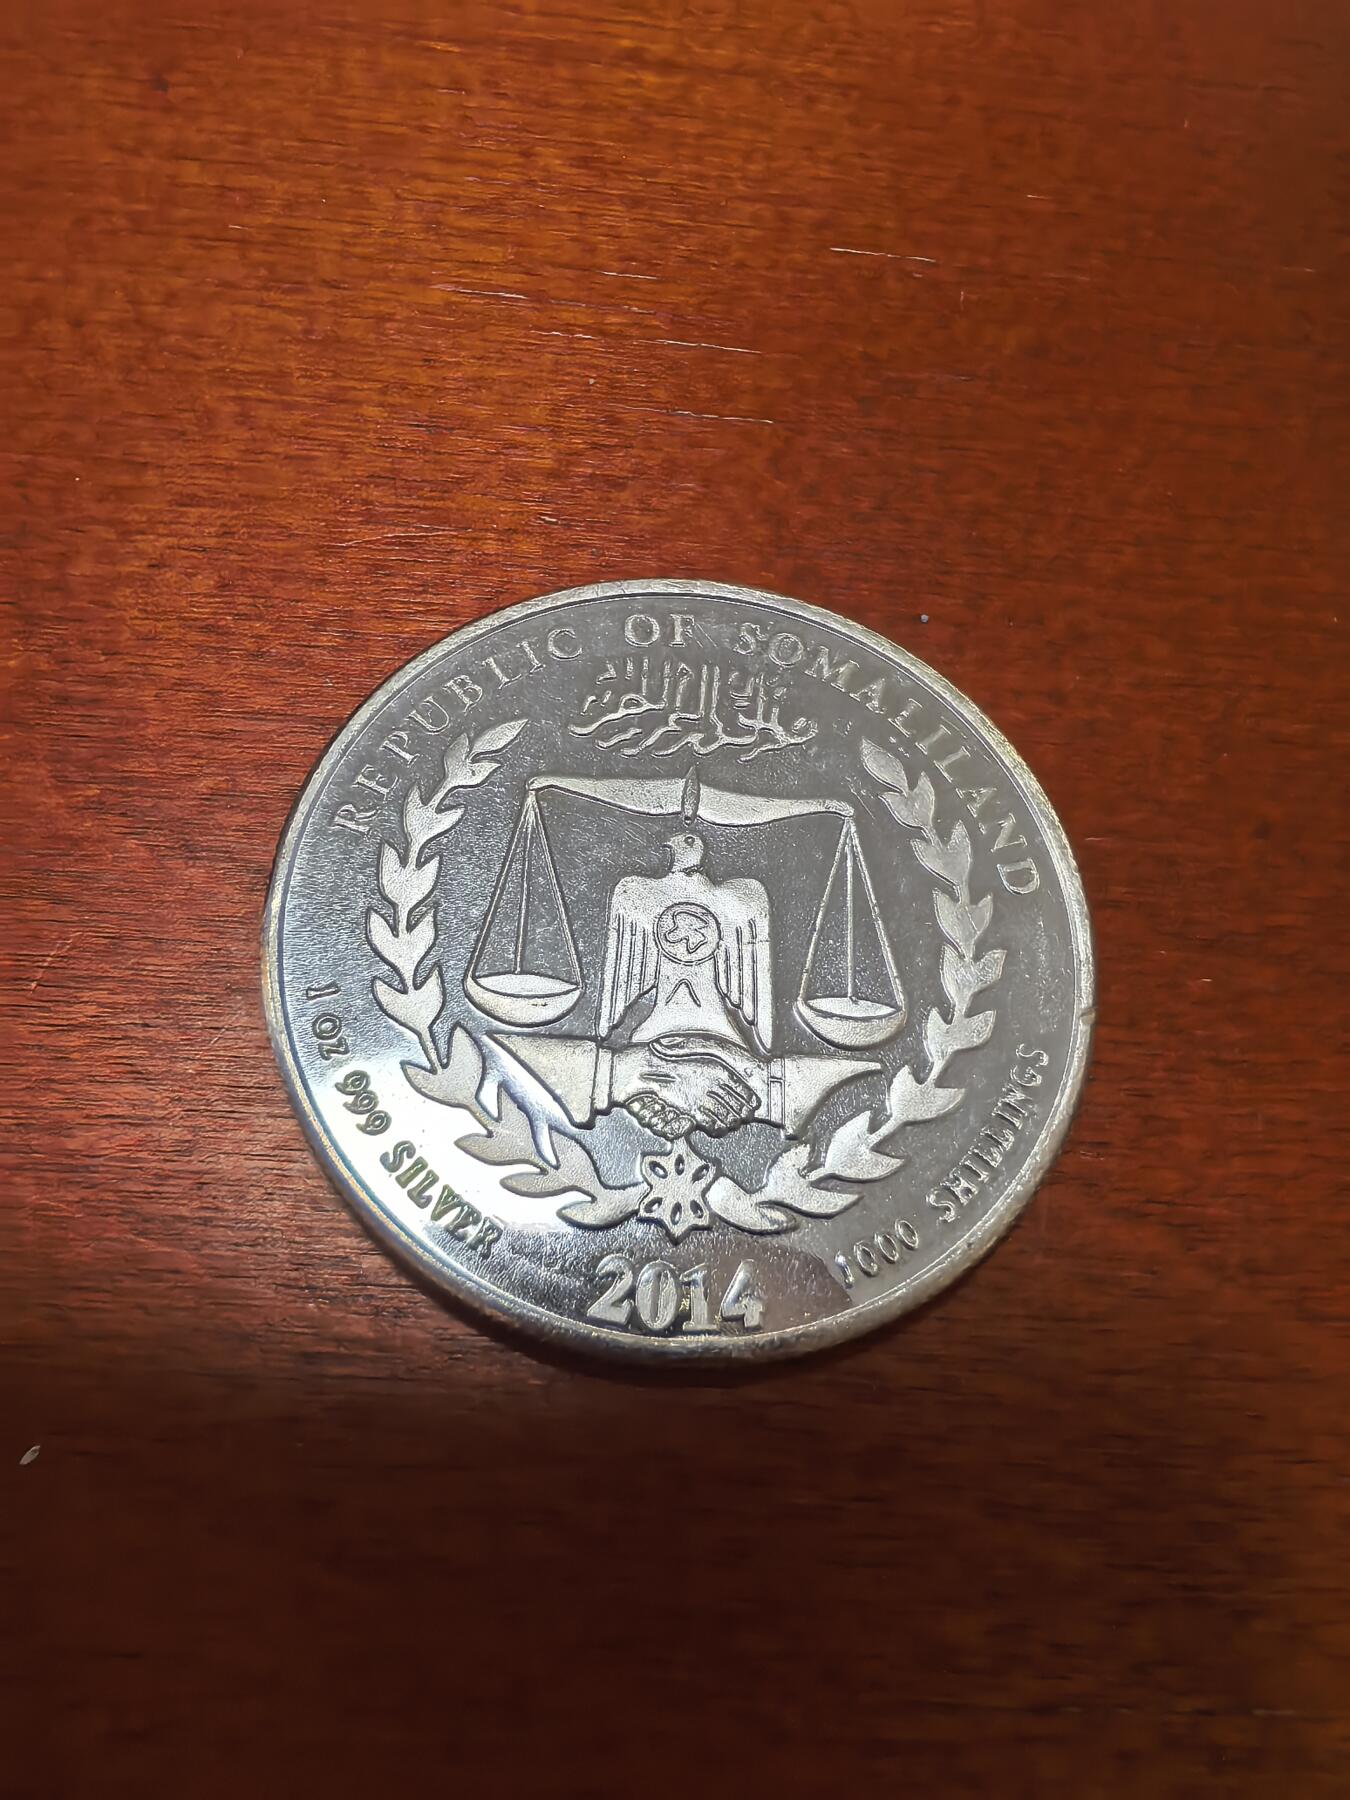 REPUBLIC OF SOMALILAND
1 OZ 999 SILVER
2014
1000 SHILLINGS